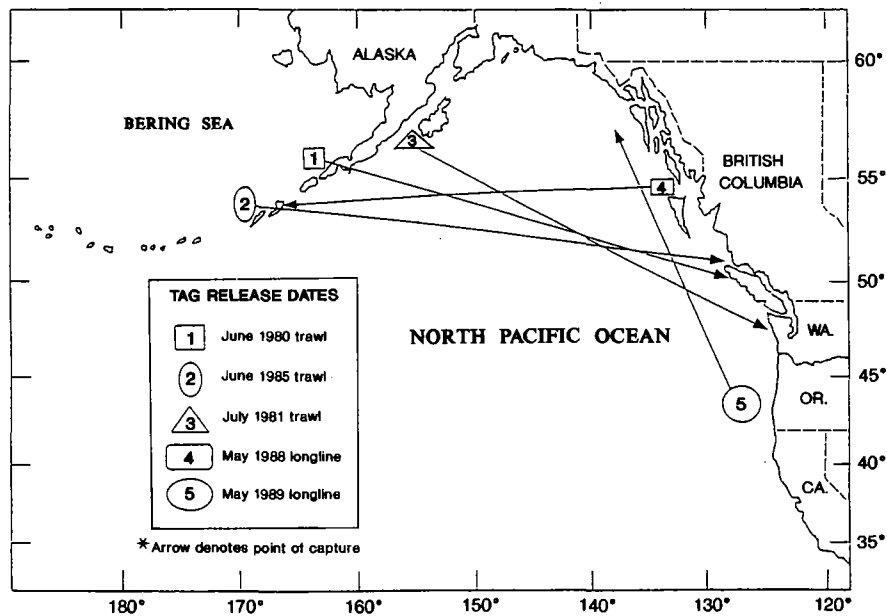 ALASKA
60°
BERING SEA
1
3
BRITISH
COLUMBIA
55°
4
2
50°
TAG RELEASE DATES
1 June 1980 trawl
2 June 1985 trawl
3 July 1981 trawl
4 May 1988 longline
5 May 1989 longline
*Arrow denotes point of capture
NORTH PACIFIC OCEAN
WA.
45°
5
OR.
40°
CA.
35°
180° 170° 160° 150° 140° 130° 120°